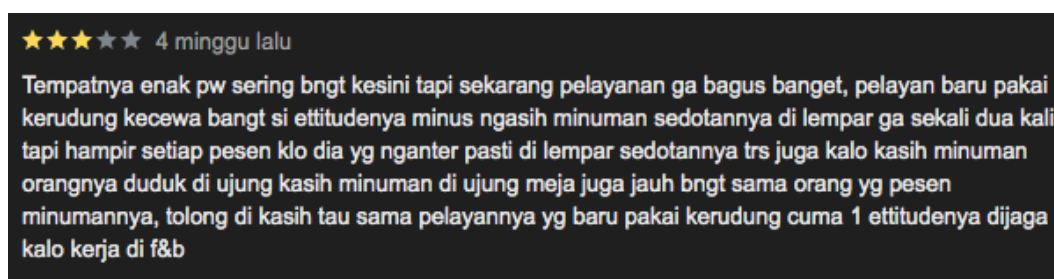 4 minggu lalu
Tempatnya enak pw sering bngt kesini tapi sekarang pelayanan ga bagus banget, pelayan baru pakai
kerudung kecewa bangt si ettitudenya minus ngasih minuman sedotannya di lempar ga sekali dua kali
tapi hampir setiap pesen klo dia yg nganter pasti di lempar sedotannya trs juga kalo kasih minuman
orangnya duduk di ujung kasih minuman di ujung meja juga jauh bngt sama orang yg pesen
minumannya, tolong di kasih tau sama pelayannya yg baru pakai kerudung cuma 1 ettitudenya dijaga
kalo kerja di f&b